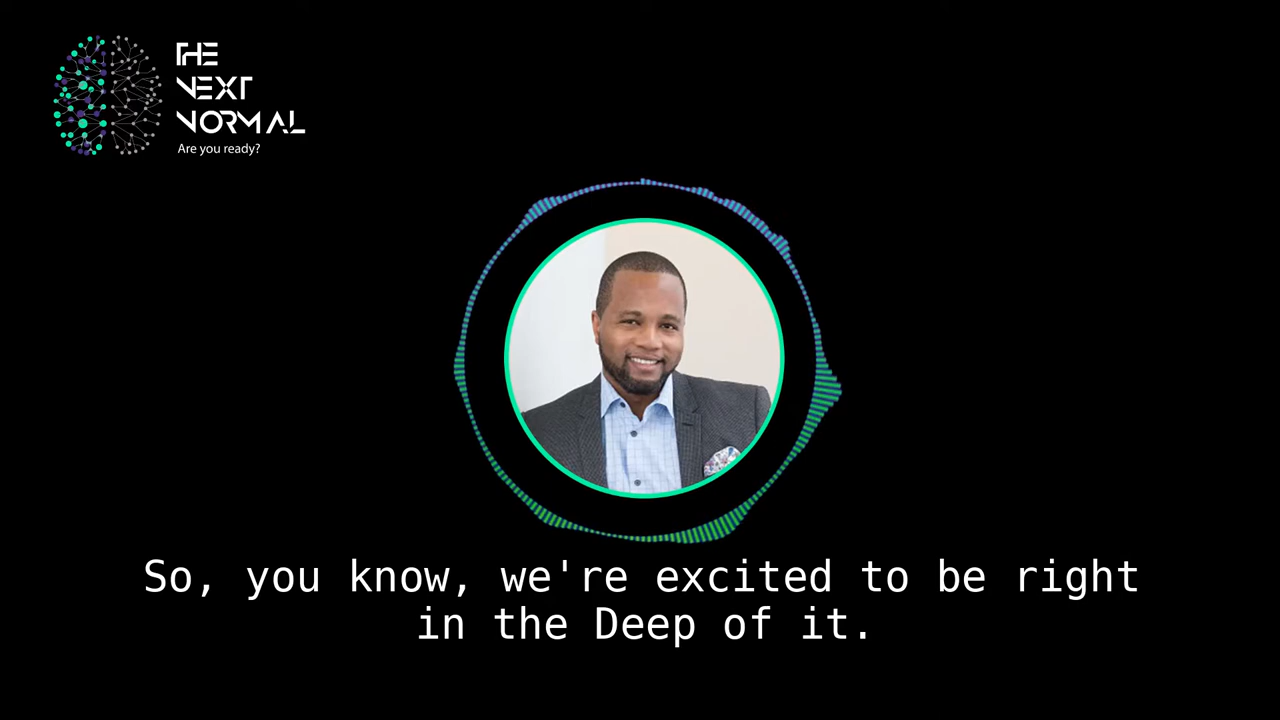 THE
NEXT
NORMAL
Are you ready?
So, you know, we're excited to be right
in the Deep of it.